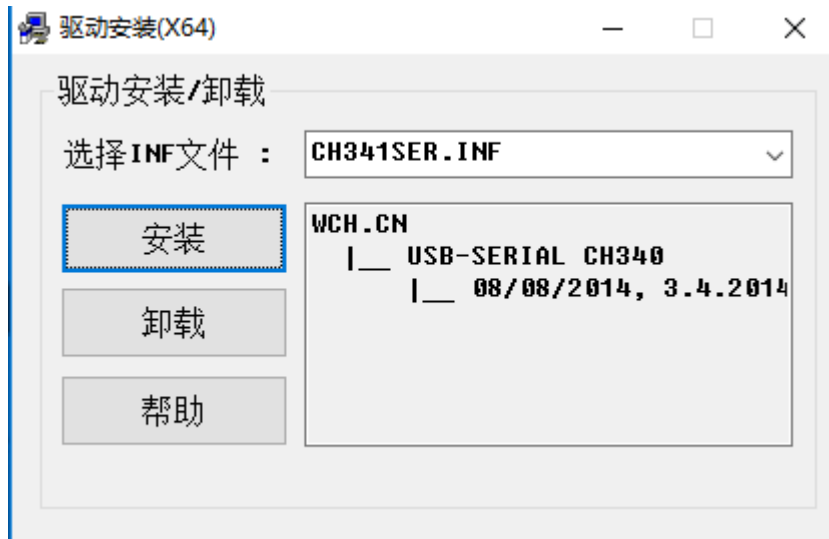 驱动安装(X64)
驱动安装/卸载
选择INF文件 :
CH341SER.INF
安装
卸载
帮助
WCH.CN
|__ USB-SERIAL CH340
|__ 08/08/2014, 3.4.2014